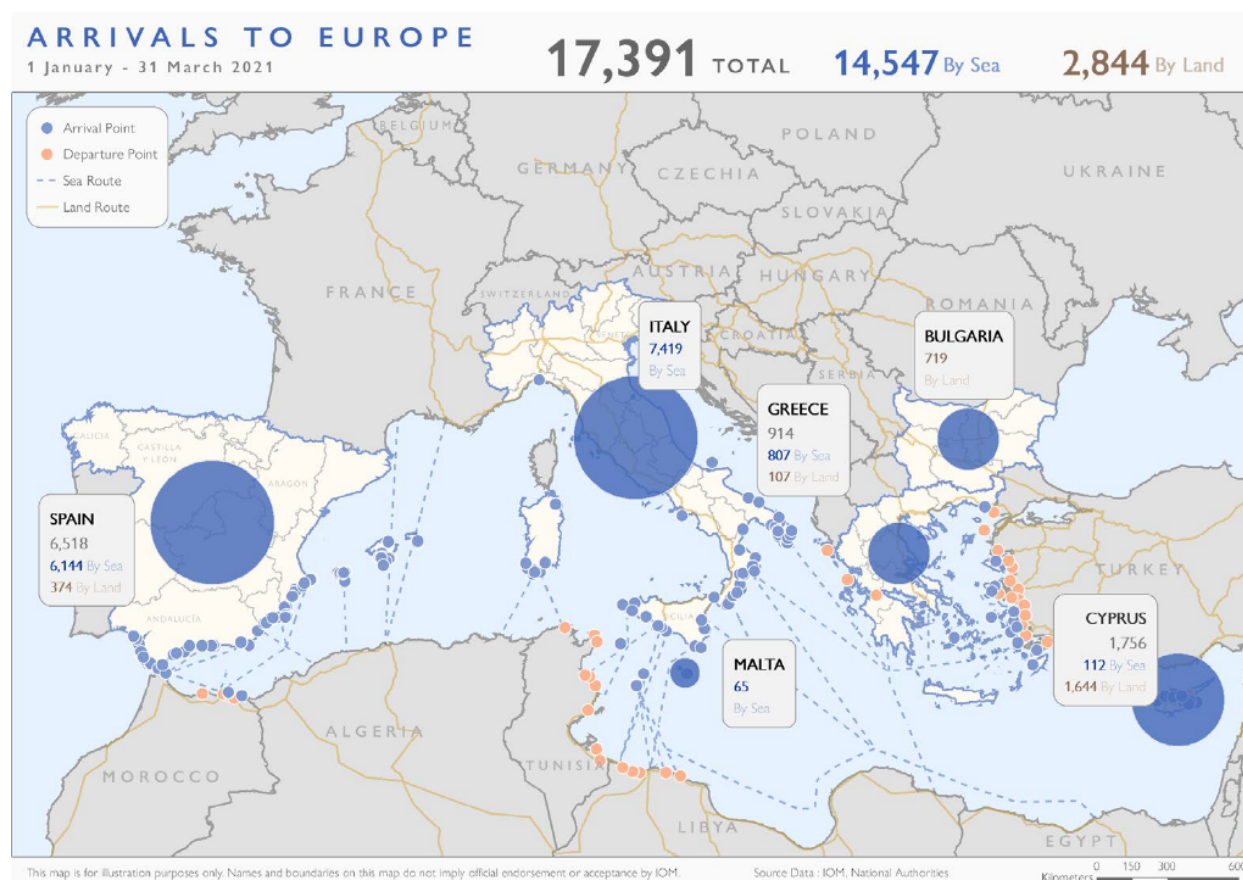 ARRIVALS TO EUROPE
1 January - 31 March 2021
17,391 TOTAL
14,547 By Sea
2,844 By Land
Arrival Point
Departure Point
Sea Route
Land Route
BELGIUM
POLAND
GERMANY
CZECHIA
UKRAINE
SLOVAKIA
AUSTRIA
HUNGARY
FRANCE
SWITZERLAND
ROMANIA
ITALY
7,419
By Sea
CROATIA
BULGARIA
719
By Land
SERBIA
GREECE
914
807 By Sea
107 By Land
GALICIA
CASTILLA
Y LEÓN
ARAGON
SPAIN
6,518
6,144 By Sea
374 By Land
TURKEY
ANDALUCÍA
SICILIA
CYPRUS
1,756
112 By Sea
1,644 By Land
MALTA
65
By Sea
ALGERIA
MOROCCO
TUNISIA
LIBYA
EGYPT
This map is for illustration purposes only. Names and boundaries on this map do not imply official endorsement or acceptance by IOM.
Source Data : IOM, National Authorities
Kilometers
0 150 300 600